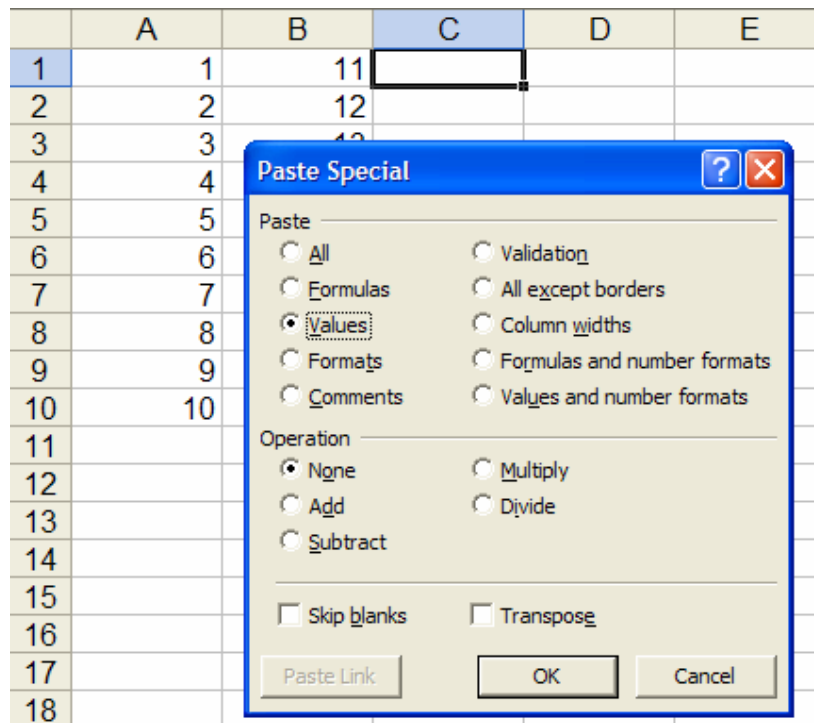 A B C D E
1 1 11
2 2 12
3 3
4 4
5 5
6 6
7 7
8 8
9 9
10 10
11
12
13
14
15
16
17
18
Paste Special
Paste
All Validation
Formulas All except borders
Values Column widths
Formats Formulas and number formats
Comments Values and number formats
Operation
None Multiply
Add Divide
Subtract
Skip blanks Transpose
Paste Link OK Cancel